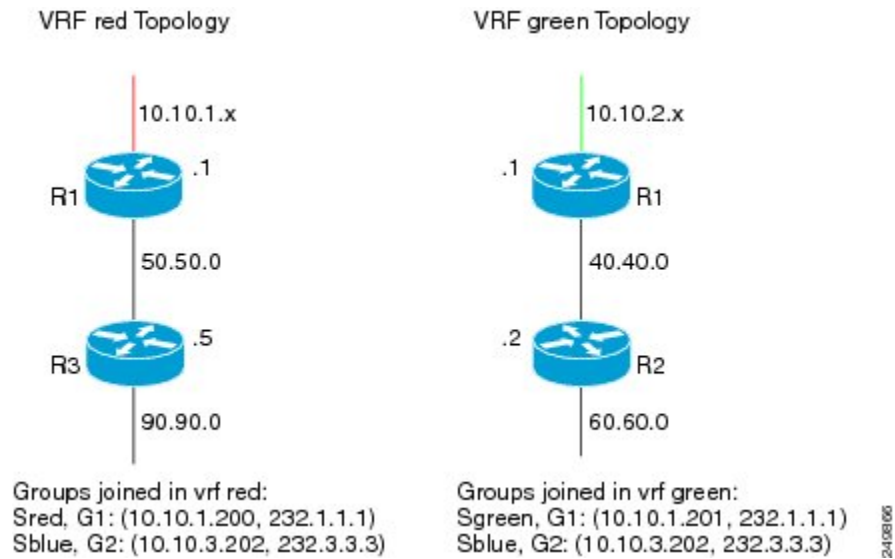 VRF red Topology
10.10.1.x
.1
R1
50.50.0
.5
R3
90.90.0
Groups joined in vrf red:
Sred, G1: (10.10.1.200, 232.1.1.1)
Sblue, G2: (10.10.3.202, 232.3.3.3)
VRF green Topology
10.10.2.x
.1
R1
40.40.0
.2
R2
60.60.0
Groups joined in vrf green:
Sgreen, G1: (10.10.1.201, 232.1.1.1)
Sblue, G2: (10.10.3.202, 232.3.3.3)